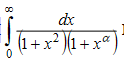 ∫₀^∞ dx / ((1 + x²)(1 + x^α))